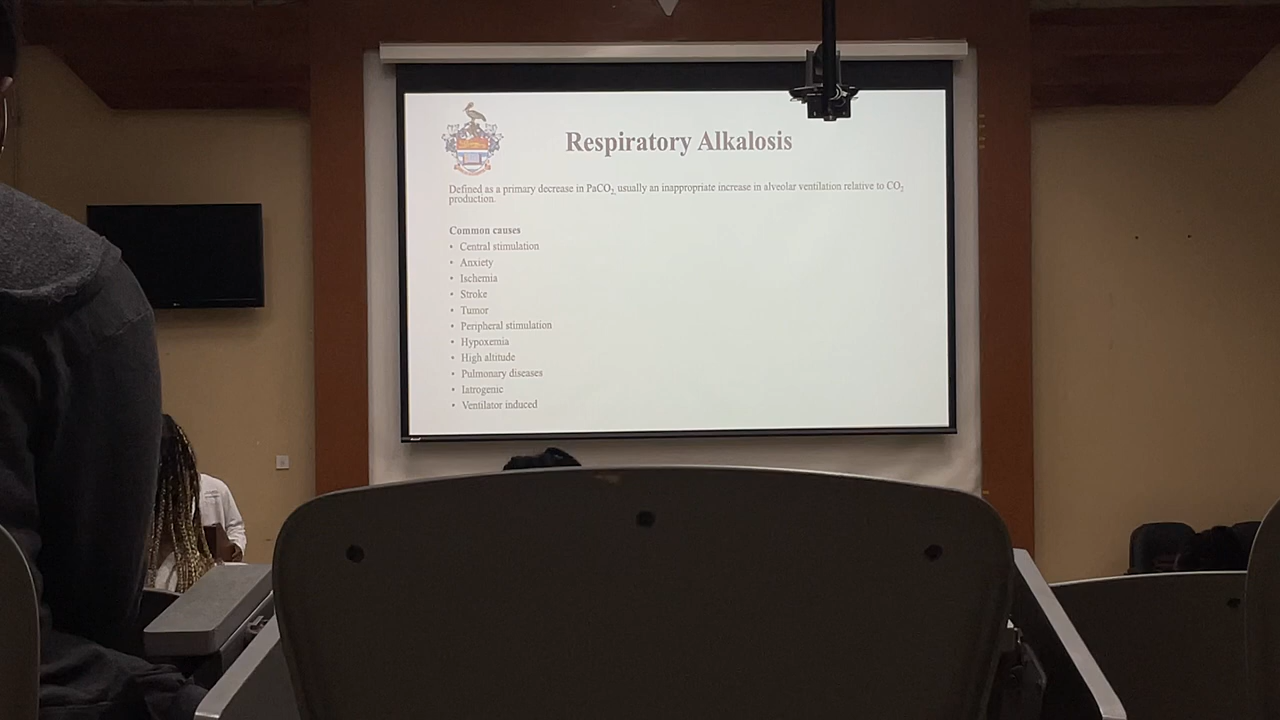 Respiratory Alkalosis
Defined as a primary decrease in PaCO2, usually an inappropriate increase in alveolar ventilation relative to CO2
production.
Common causes
• Central stimulation
• Anxiety
• Ischemia
• Stroke
• Tumor
• Peripheral stimulation
• Hypoxemia
• High altitude
• Pulmonary diseases
• Iatrogenic
• Ventilator induced